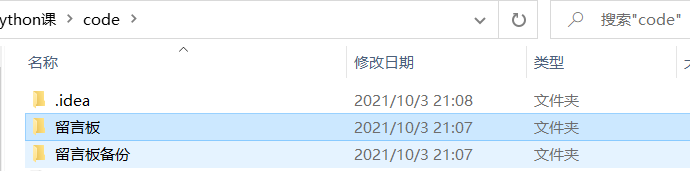 ython课 code 搜索"code"
名称 修改日期 类型
.idea 2021/10/3 21:08 文件夹
留言板 2021/10/3 21:07 文件夹
留言板备份 2021/10/3 21:07 文件夹